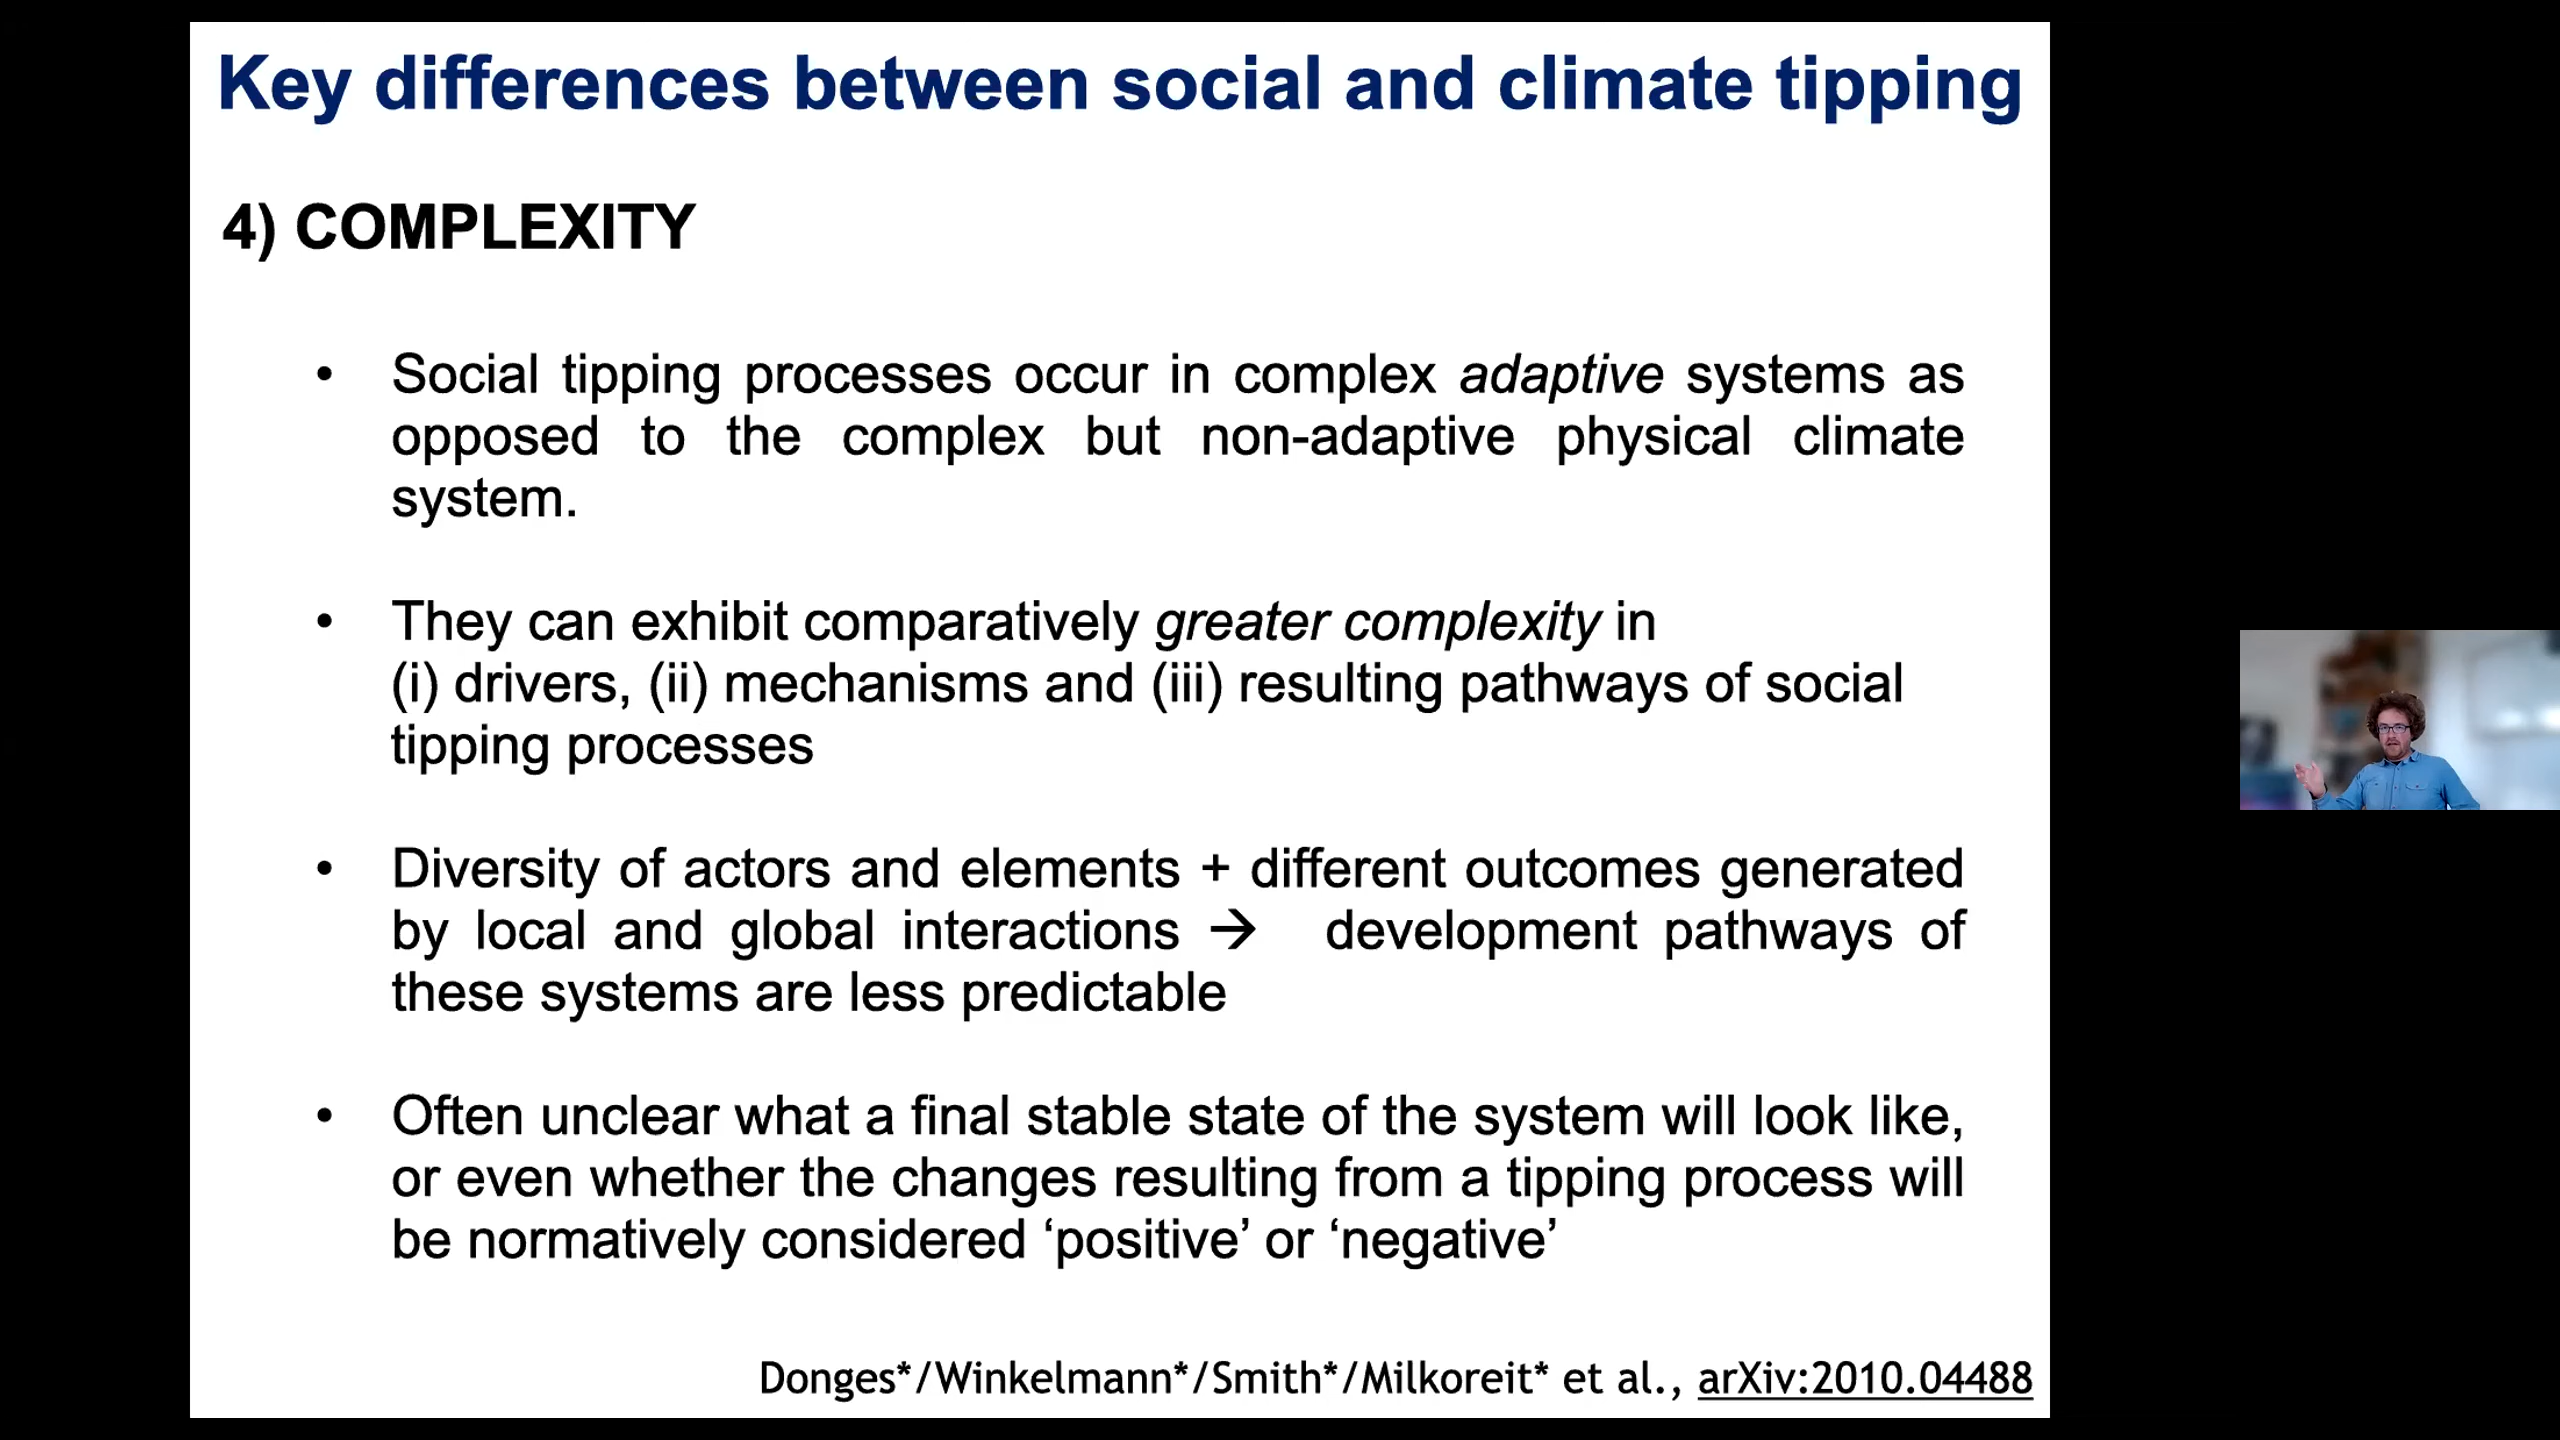 Key differences between social and climate tipping
4) COMPLEXITY
• Social tipping processes occur in complex adaptive systems as
opposed to the complex but non-adaptive physical climate
system.
• They can exhibit comparatively greater complexity in
(i) drivers, (ii) mechanisms and (iii) resulting pathways of social
tipping processes
• Diversity of actors and elements + different outcomes generated
by local and global interactions → development pathways of
these systems are less predictable
• Often unclear what a final stable state of the system will look like,
or even whether the changes resulting from a tipping process will
be normatively considered ‘positive’ or ‘negative’
Donges*/Winkelmann*/Smith*/Milkoreit* et al., arXiv:2010.04488